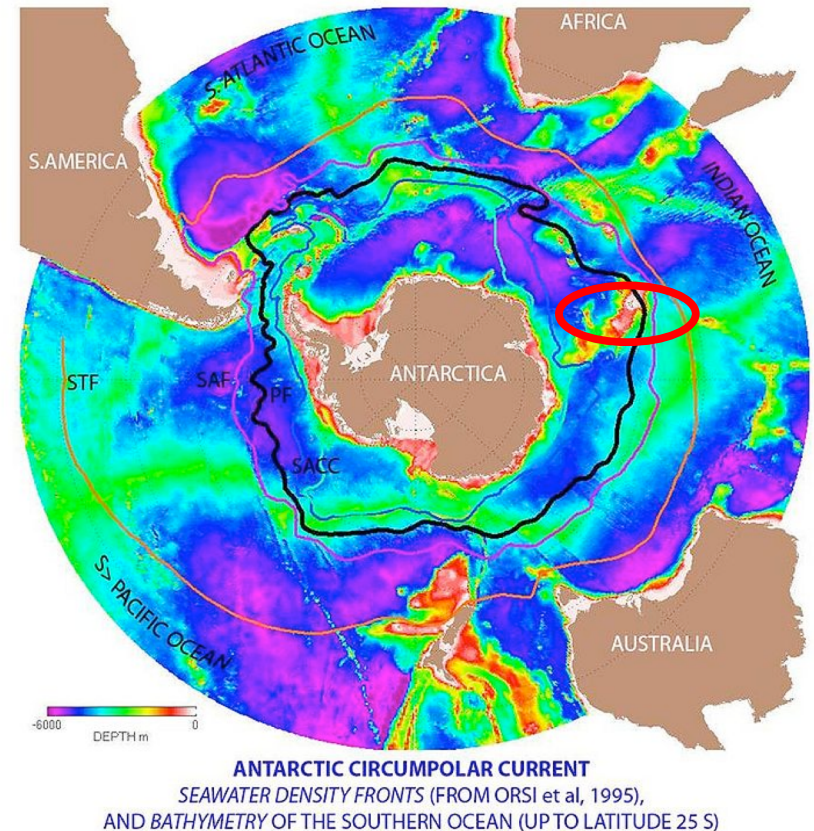 AFRICA
S. ATLANTIC OCEAN
S.AMERICA
INDIAN OCEAN
ANTARCTICA
STF
SAF
PF
SACC
S> PACIFIC OCEAN
AUSTRALIA
-6000 0
DEPTH m
ANTARCTIC CIRCUMPOLAR CURRENT
SEAWATER DENSITY FRONTS (FROM ORSI et al, 1995),
AND BATHYMETRY OF THE SOUTHERN OCEAN (UP TO LATITUDE 25 S)